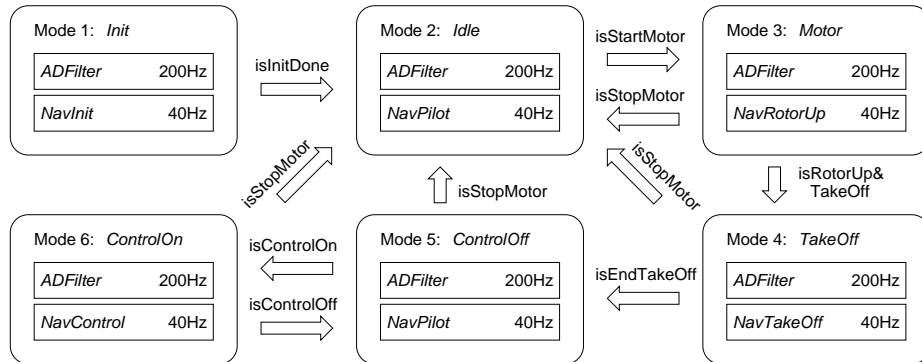 Mode 1: Init
ADFilter 200Hz
NavInit 40Hz
isInitDone
Mode 2: Idle
ADFilter 200Hz
NavPilot 40Hz
isStartMotor
isStopMotor
Mode 3: Motor
ADFilter 200Hz
NavRotorUp 40Hz
isStopMotor
isStopMotor
isStopMotor
isRotorUp&
TakeOff
Mode 6: ControlOn
ADFilter 200Hz
NavControl 40Hz
isControlOn
isControlOff
Mode 5: ControlOff
ADFilter 200Hz
NavPilot 40Hz
isEndTakeOff
Mode 4: TakeOff
ADFilter 200Hz
NavTakeOff 40Hz